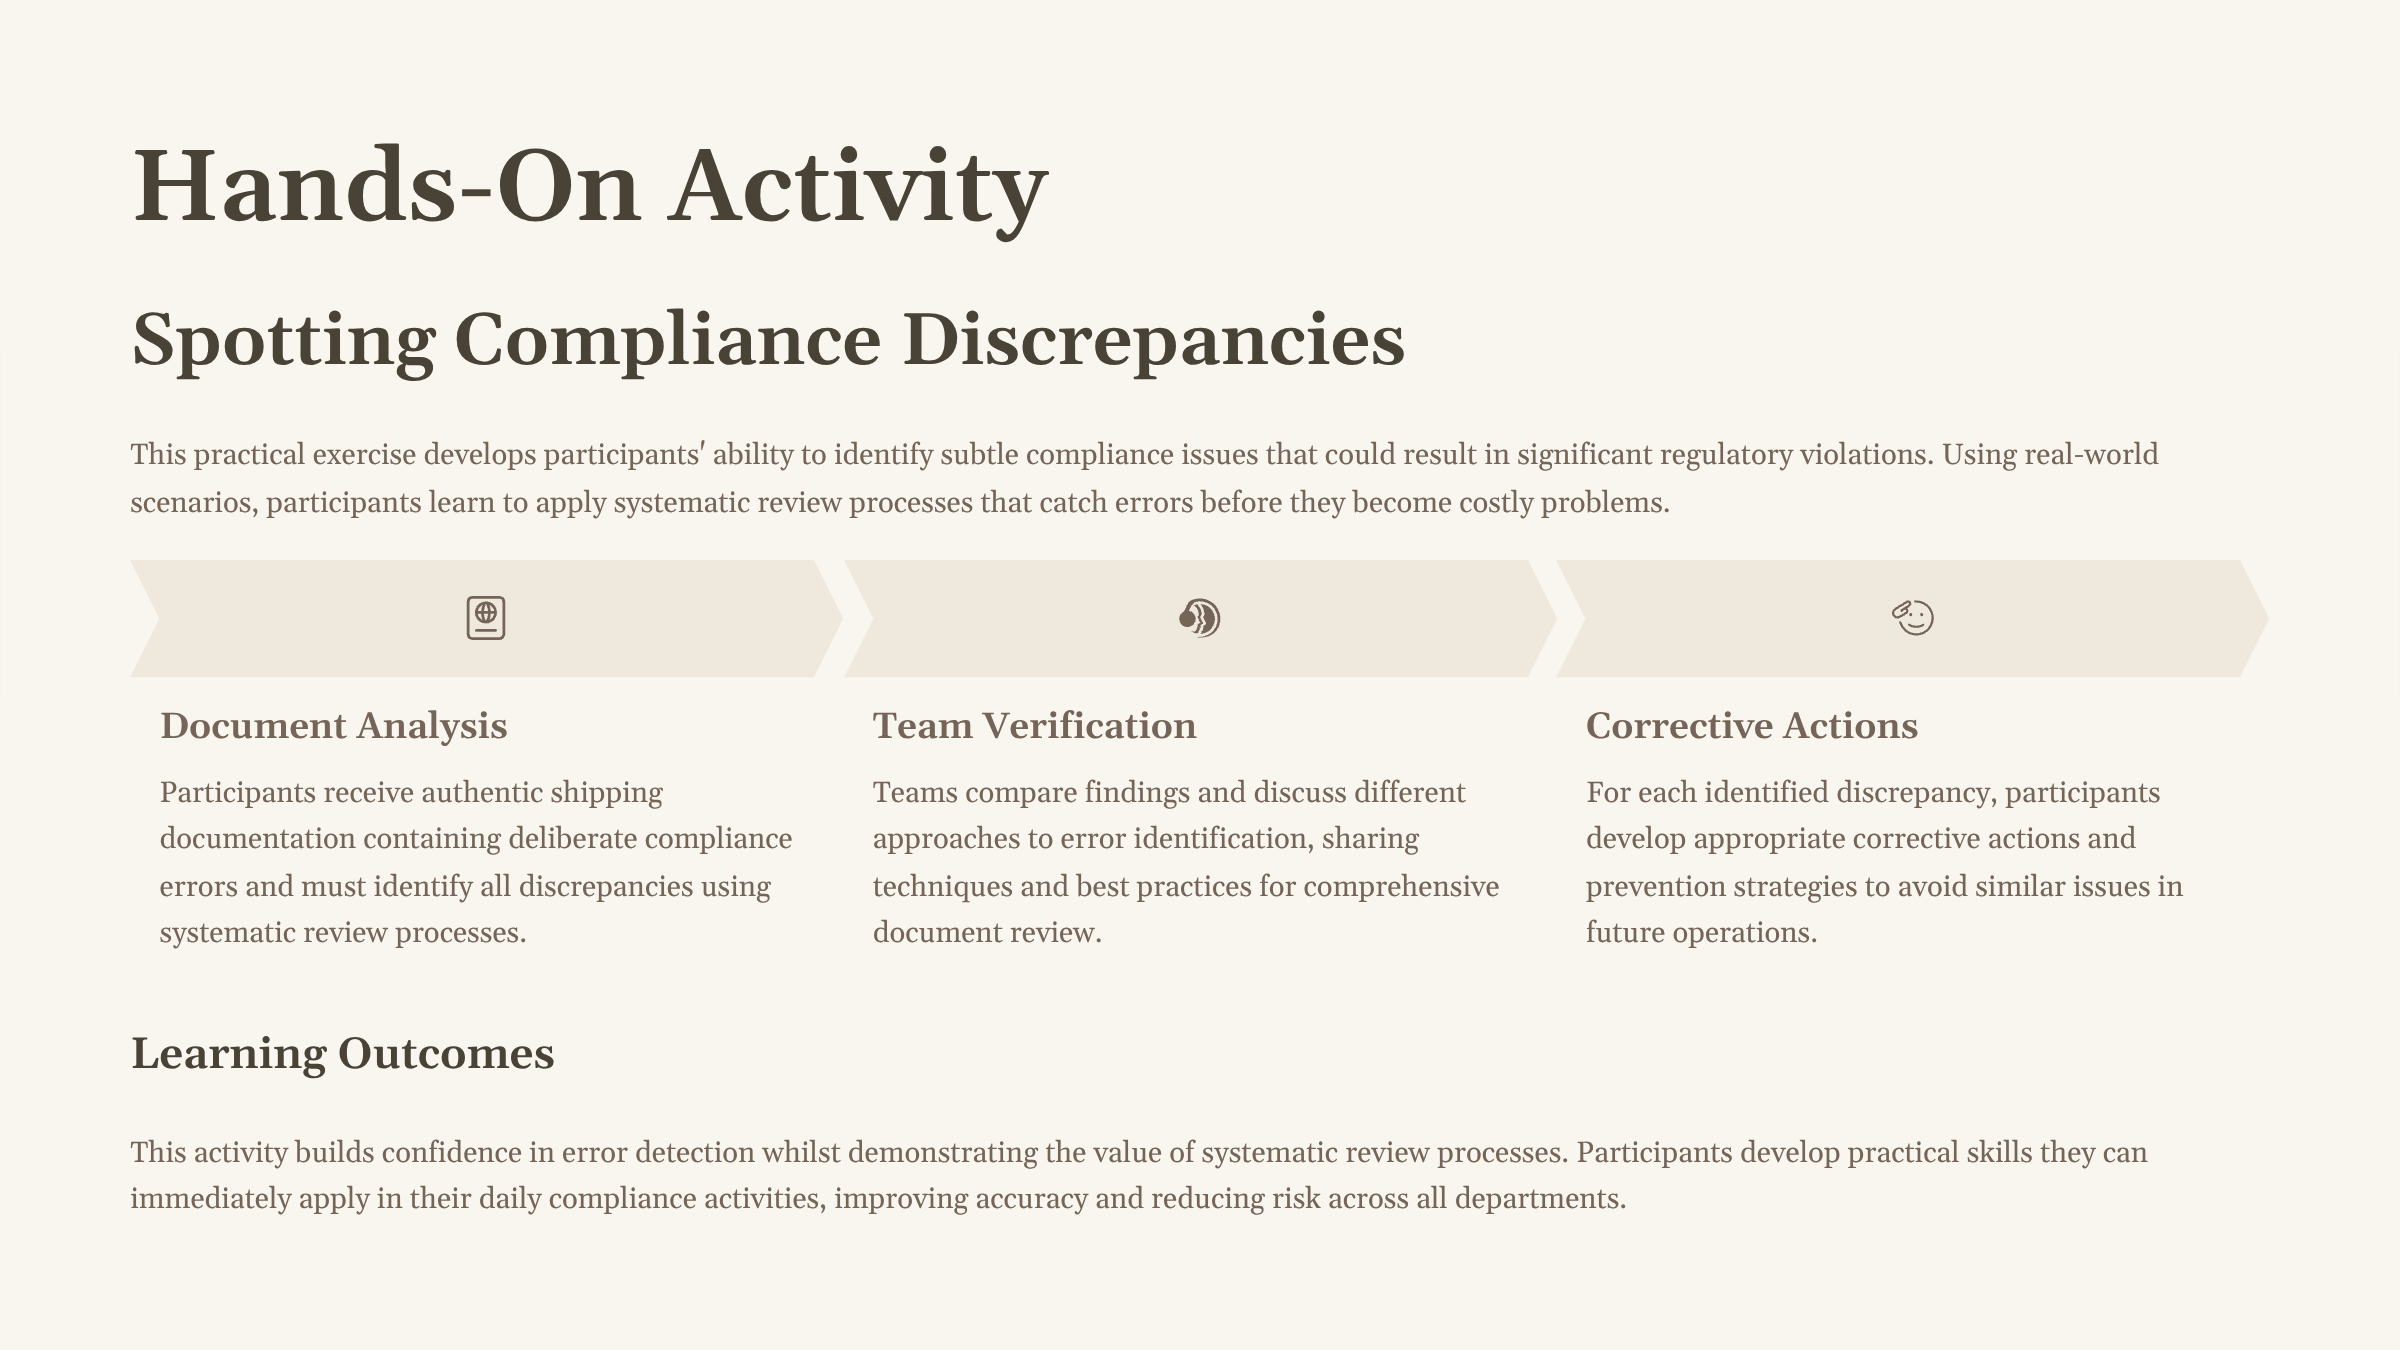 Hands-On Activity
Spotting Compliance Discrepancies
This practical exercise develops participants' ability to identify subtle compliance issues that could result in significant regulatory violations. Using real-world
scenarios, participants learn to apply systematic review processes that catch errors before they become costly problems.
Document Analysis
Participants receive authentic shipping
documentation containing deliberate compliance
errors and must identify all discrepancies using
systematic review processes.
Team Verification
Teams compare findings and discuss different
approaches to error identification, sharing
techniques and best practices for comprehensive
document review.
Corrective Actions
For each identified discrepancy, participants
develop appropriate corrective actions and
prevention strategies to avoid similar issues in
future operations.
Learning Outcomes
This activity builds confidence in error detection whilst demonstrating the value of systematic review processes. Participants develop practical skills they can
immediately apply in their daily compliance activities, improving accuracy and reducing risk across all departments.